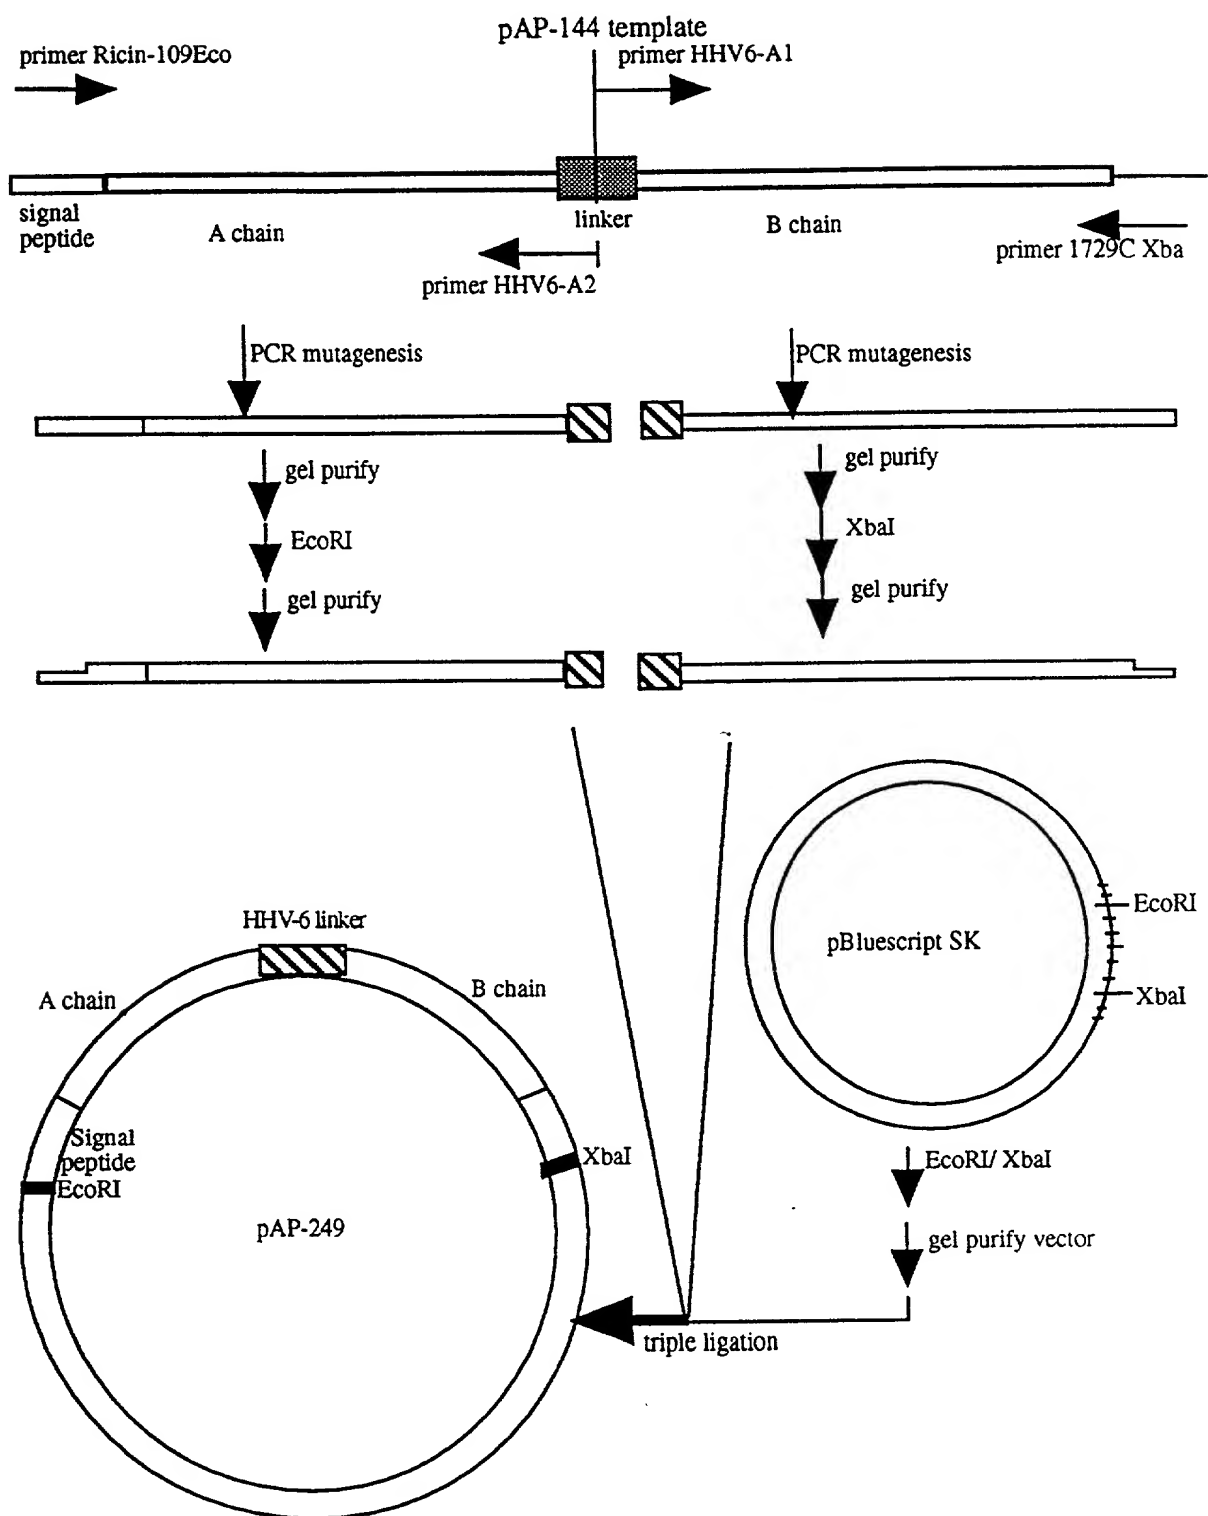 pAP-144 template
primer Ricin-109Eco
primer HHV6-A1
signal
peptide
A chain
linker
B chain
primer HHV6-A2
primer 1729C Xba
PCR mutagenesis
PCR mutagenesis
gel purify
gel purify
EcoRI
XbaI
gel purify
gel purify
HHV-6 linker
A chain
B chain
pBluescript SK
EcoRI
XbaI
Signal
peptide
EcoRI
XbaI
pAP-249
EcoRI/ XbaI
gel purify vector
triple ligation